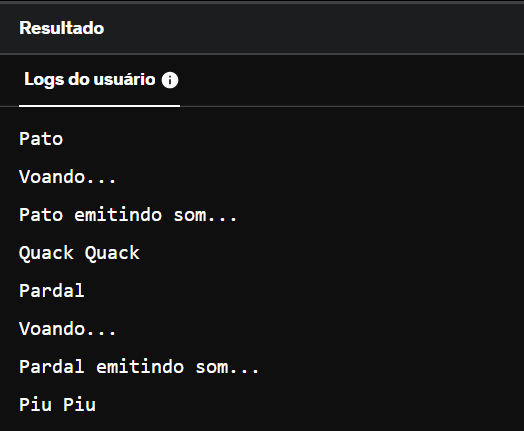 Resultado
Logs do usuário
Pato
Voando...
Pato emitindo som...
Quack Quack
Pardal
Voando...
Pardal emitindo som...
Piu Piu